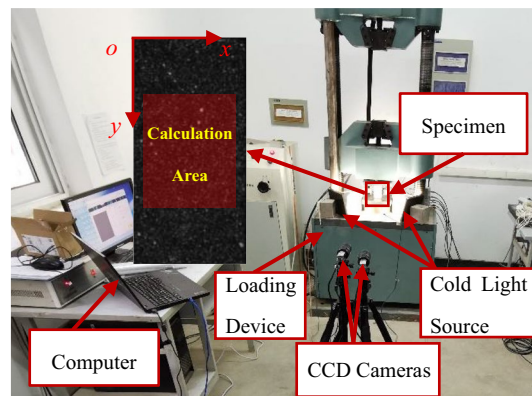 o
x
y
Calculation
Area
Specimen
Loading
Device
Cold Light
Source
Computer
CCD Cameras